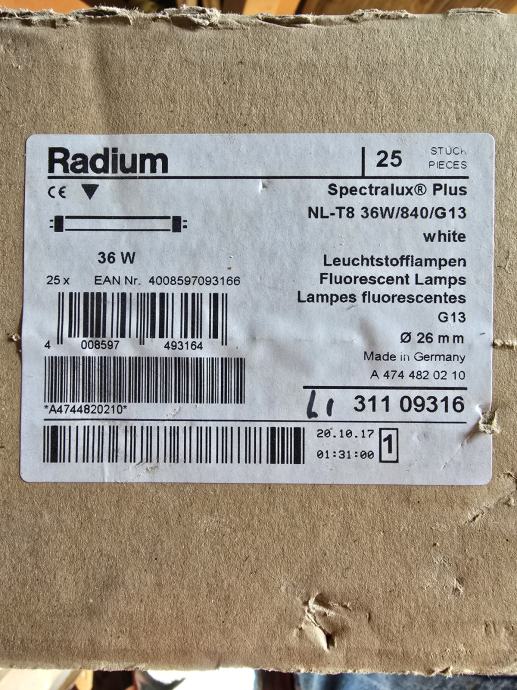 Radium
25 STÜCK
PIECES
CE
Spectralux® Plus
NL-T8 36W/840/G13
white
36 W
25 x EAN Nr. 4008597093166
Leuchtstofflampen
Fluorescent Lamps
Lampes fluorescentes
G13
Ø 26 mm
Made in Germany
A 474 482 02 10
4 008597 493164
*A4744820210*
L1 311 09316
20.10.17
01:31:00 1